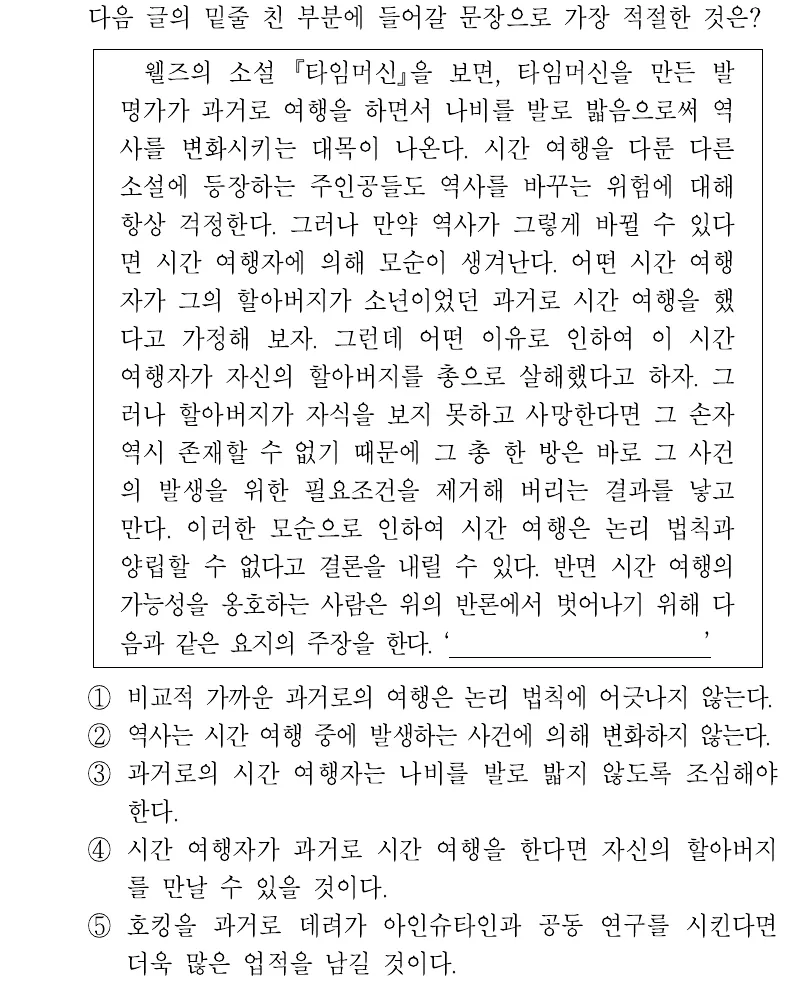 다음 글의 밑줄 친 부분에 들어갈 문장으로 가장 적절한 것은?
웰즈의 소설 『타임머신』을 보면, 타임머신을 만든 발
명가가 과거로 여행을 하면서 나비를 발로 밟음으로써 역
사를 변화시키는 대목이 나온다. 시간 여행을 다룬 다른
소설에 등장하는 주인공들도 역사를 바꾸는 위험에 대해
항상 걱정한다. 그러나 만약 역사가 그렇게 바뀔 수 있다
면 시간 여행자에 의해 모순이 생겨난다. 어떤 시간 여행
자가 그의 할아버지가 소년이었던 과거로 시간 여행을 했
다고 가정해 보자. 그런데 어떤 이유로 인하여 이 시간
여행자가 자신의 할아버지를 총으로 살해했다고 하자. 그
러나 할아버지가 자식을 보지 못하고 사망한다면 그 손자
역시 존재할 수 없기 때문에 그 총 한 방은 바로 그 사건
의 발생을 위한 필요조건을 제거해 버리는 결과를 낳고
만다. 이러한 모순으로 인하여 시간 여행은 논리 법칙과
양립할 수 없다고 결론을 내릴 수 있다. 반면 시간 여행의
가능성을 옹호하는 사람은 위의 반론에서 벗어나기 위해 다
음과 같은 요지의 주장을 한다. ‘                    ’
① 비교적 가까운 과거로의 여행은 논리 법칙에 어긋나지 않는다.
② 역사는 시간 여행 중에 발생하는 사건에 의해 변화하지 않는다.
③ 과거로의 시간 여행자는 나비를 발로 밟지 않도록 조심해야
한다.
④ 시간 여행자가 과거로 시간 여행을 한다면 자신의 할아버지
를 만날 수 있을 것이다.
⑤ 호킹을 과거로 데려가 아인슈타인과 공동 연구를 시킨다면
더욱 많은 업적을 남길 것이다.